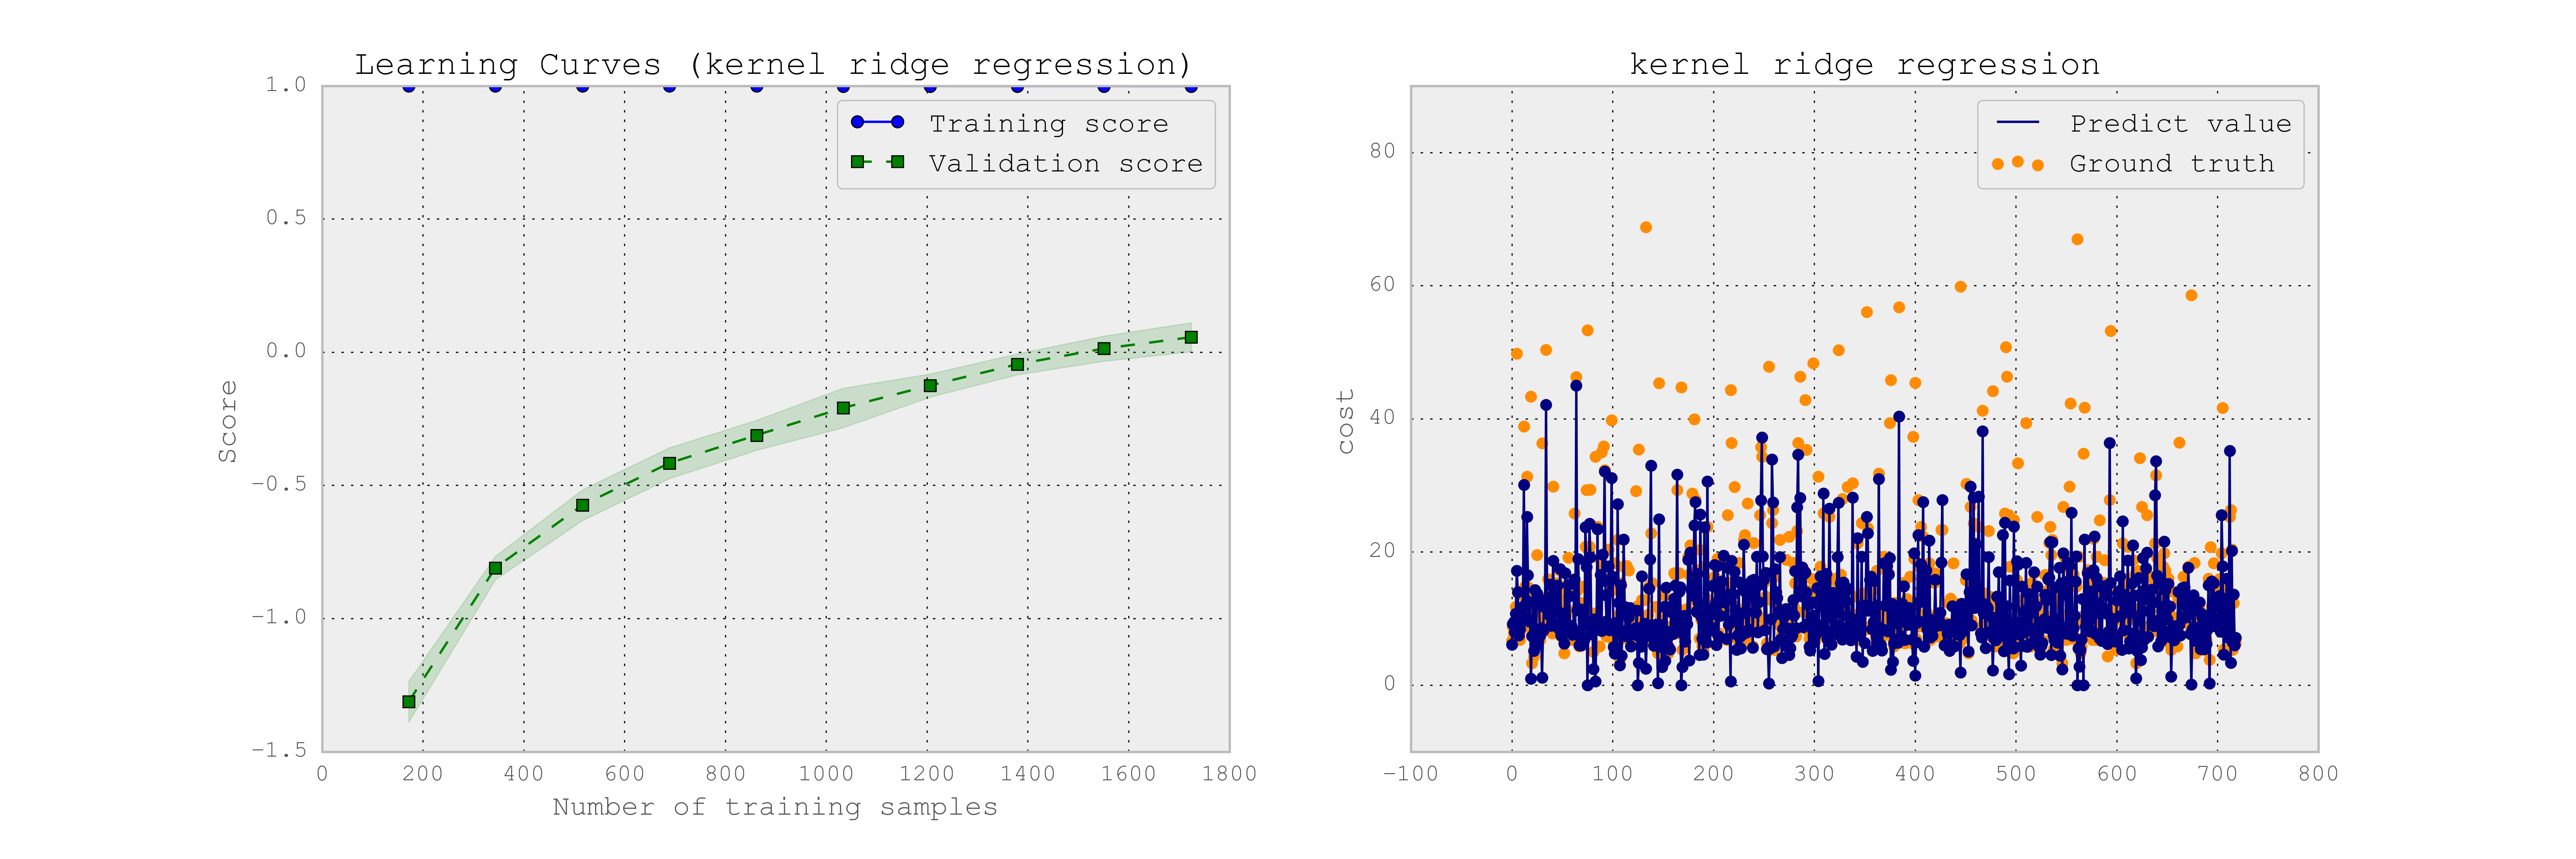 Learning Curves (kernel ridge regression)
1.0
0.5
0.0
-0.5
-1.0
-1.5
Score
Training score
Validation score
0 200 400 600 800 1000 1200 1400 1600 1800
Number of training samples
kernel ridge regression
80
60
40
20
0
cost
Predict value
Ground truth
-100 0 100 200 300 400 500 600 700 800